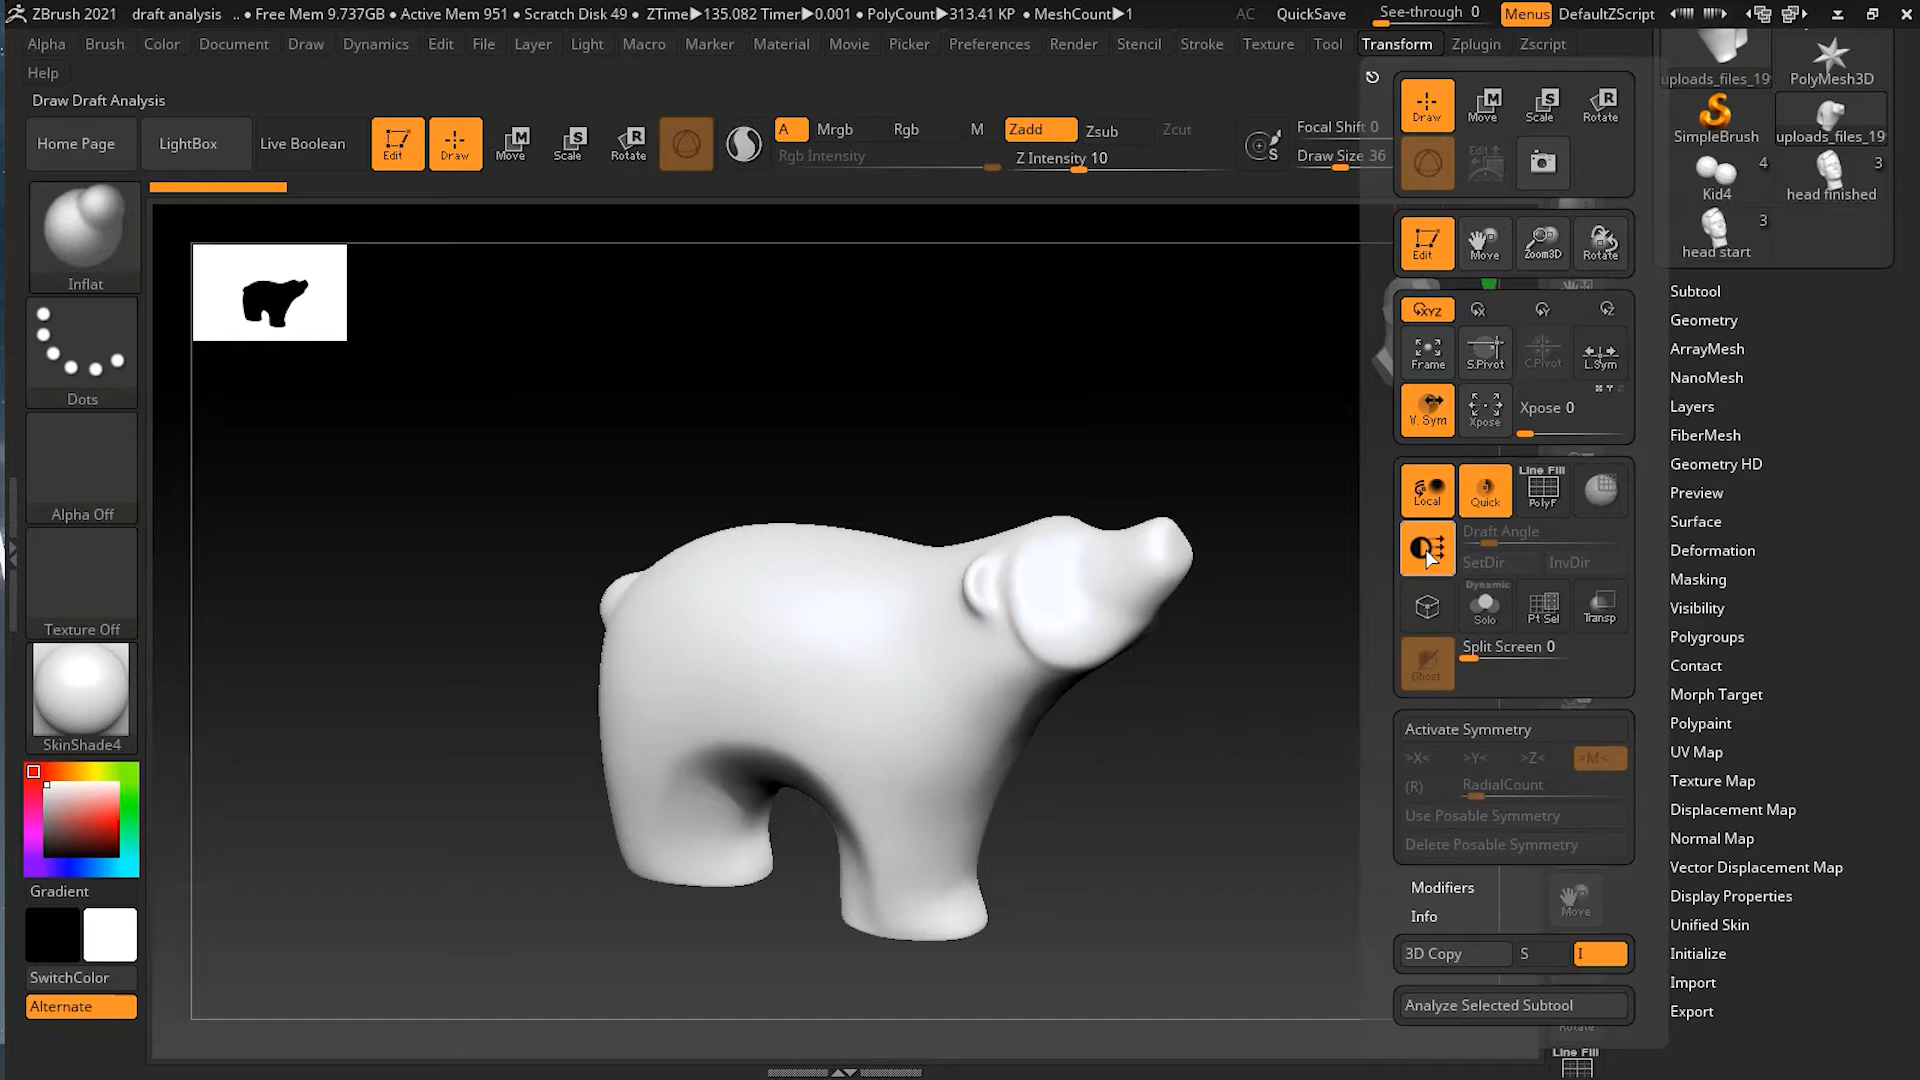 ZBrush 2021 draft analysis .. ● Free Mem 9.737GB ● Active Mem 951 ● Scratch Disk 49 ● ZTime▶135.082 Timer▶0.001 ● PolyCount▶313.41 KP ● MeshCount▶1 AC QuickSave See-through 0 Menus DefaultZScript
Alpha Brush Color Document Draw Dynamics Edit File Layer Light Macro Marker Material Movie Picker Preferences Render Stencil Stroke Texture Tool Transform Zplugin Zscript
Help
Draw Draft Analysis
Home Page LightBox Live Boolean Edit Draw Move Scale Rotate
A Mrgb Rgb M Zadd Zsub Zcut
Rgb Intensity Z Intensity 10
Focal Shift 0
Draw Size 36
Inflat
Dots
Alpha Off
Texture Off
SkinShade4
Gradient
SwitchColor
Alternate
Draw Move Scale Rotate
Edit
Edit Move Zoom3D Rotate
XYZ X Y Z
Frame S.Pivot C.Pivot L.Sym
V. Sym Xpose Xpose 0
Local Quick Line Fill PolyF
Draft Angle
SetDir InvDir
Dynamic
Solo Pt Sel Transp
Ghost Split Screen 0
Activate Symmetry
>X< >Y< >Z< >M<
(R) RadialCount
Use Posable Symmetry
Delete Posable Symmetry
Modifiers
Info
Move
3D Copy S I
Analyze Selected Subtool
Rotate
Line Fill
uploads_files_19 PolyMesh3D
SimpleBrush uploads_files_19
4 3
Kid4 head finished
3
head start
Subtool
Geometry
ArrayMesh
NanoMesh
Layers
FiberMesh
Geometry HD
Preview
Surface
Deformation
Masking
Visibility
Polygroups
Contact
Morph Target
Polypaint
UV Map
Texture Map
Displacement Map
Normal Map
Vector Displacement Map
Display Properties
Unified Skin
Initialize
Import
Export